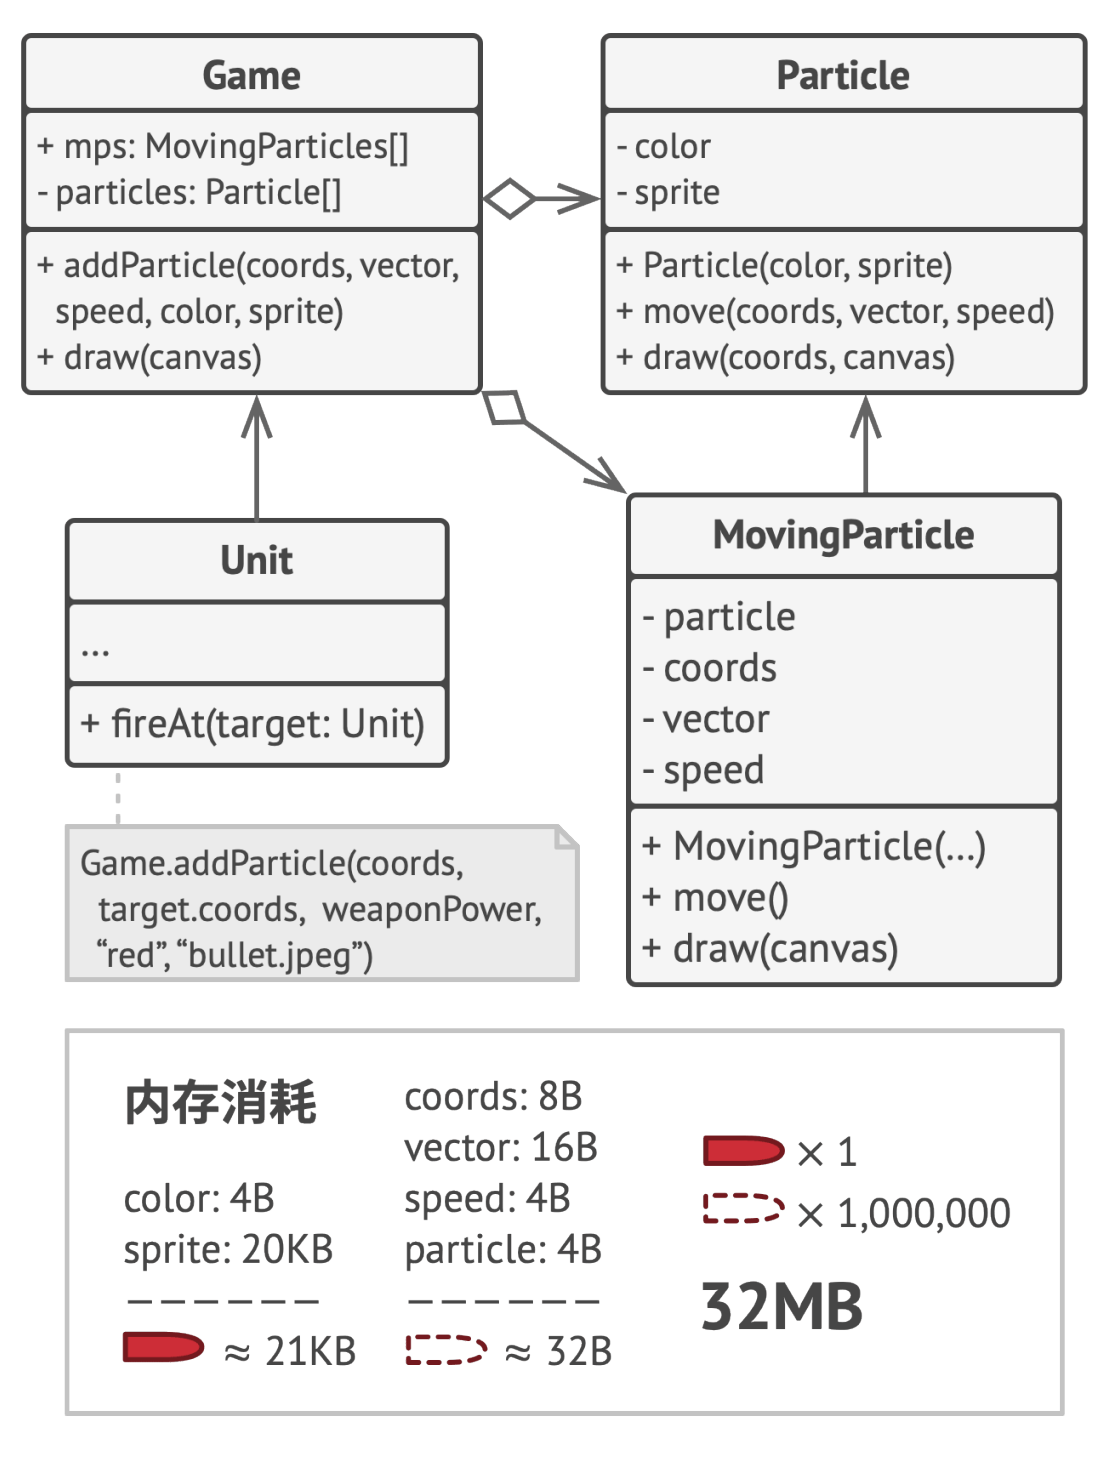 Game
+ mps: MovingParticles[]
- particles: Particle[]
+ addParticle(coords, vector,
speed, color, sprite)
+ draw(canvas)
Particle
- color
- sprite
+ Particle(color, sprite)
+ move(coords, vector, speed)
+ draw(coords, canvas)
Unit
...
+ fireAt(target: Unit)
Game.addParticle(coords,
target.coords, weaponPower,
“red”, “bullet.jpeg”)
MovingParticle
- particle
- coords
- vector
- speed
+ MovingParticle(...)
+ move()
+ draw(canvas)
内存消耗
color: 4B
sprite: 20KB
≈ 21KB
coords: 8B
vector: 16B
speed: 4B
particle: 4B
≈ 32B
× 1
× 1,000,000
32MB